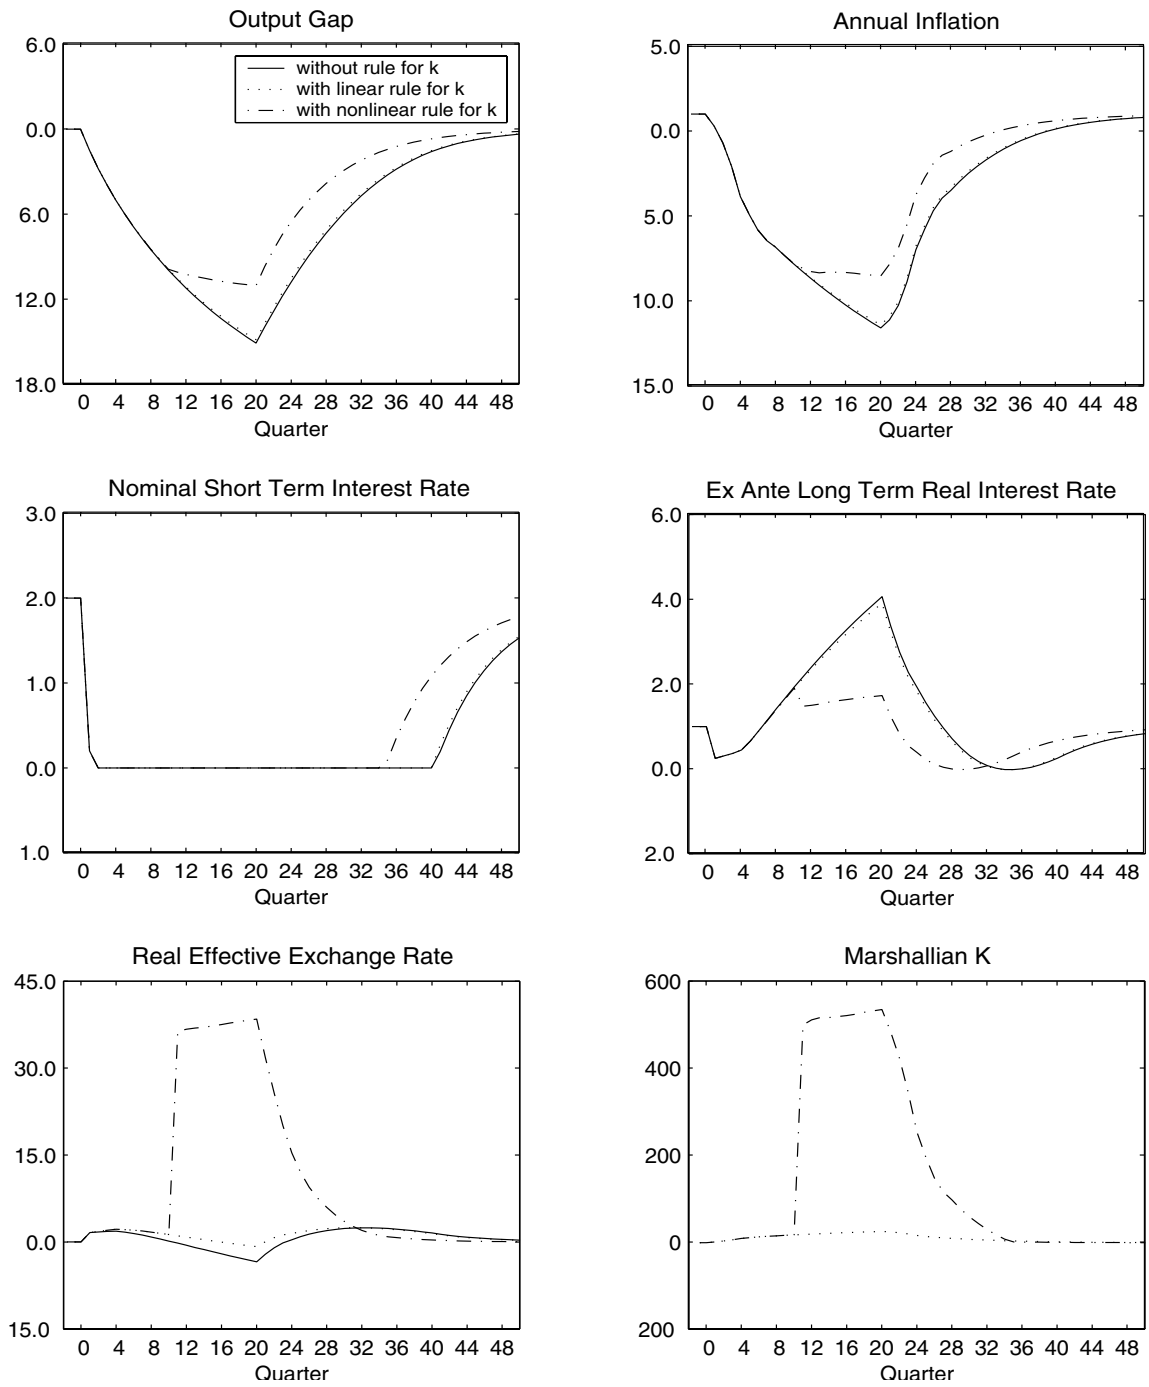 Output Gap
6.0
0.0
6.0
12.0
18.0
without rule for k
with linear rule for k
with nonlinear rule for k
0 4 8 12 16 20 24 28 32 36 40 44 48
Quarter
Annual Inflation
5.0
0.0
5.0
10.0
15.0
0 4 8 12 16 20 24 28 32 36 40 44 48
Quarter
Nominal Short Term Interest Rate
3.0
2.0
1.0
0.0
1.0
0 4 8 12 16 20 24 28 32 36 40 44 48
Quarter
Ex Ante Long Term Real Interest Rate
6.0
4.0
2.0
0.0
2.0
0 4 8 12 16 20 24 28 32 36 40 44 48
Quarter
Real Effective Exchange Rate
45.0
30.0
15.0
0.0
15.0
0 4 8 12 16 20 24 28 32 36 40 44 48
Quarter
Marshallian K
600
400
200
0
200
0 4 8 12 16 20 24 28 32 36 40 44 48
Quarter